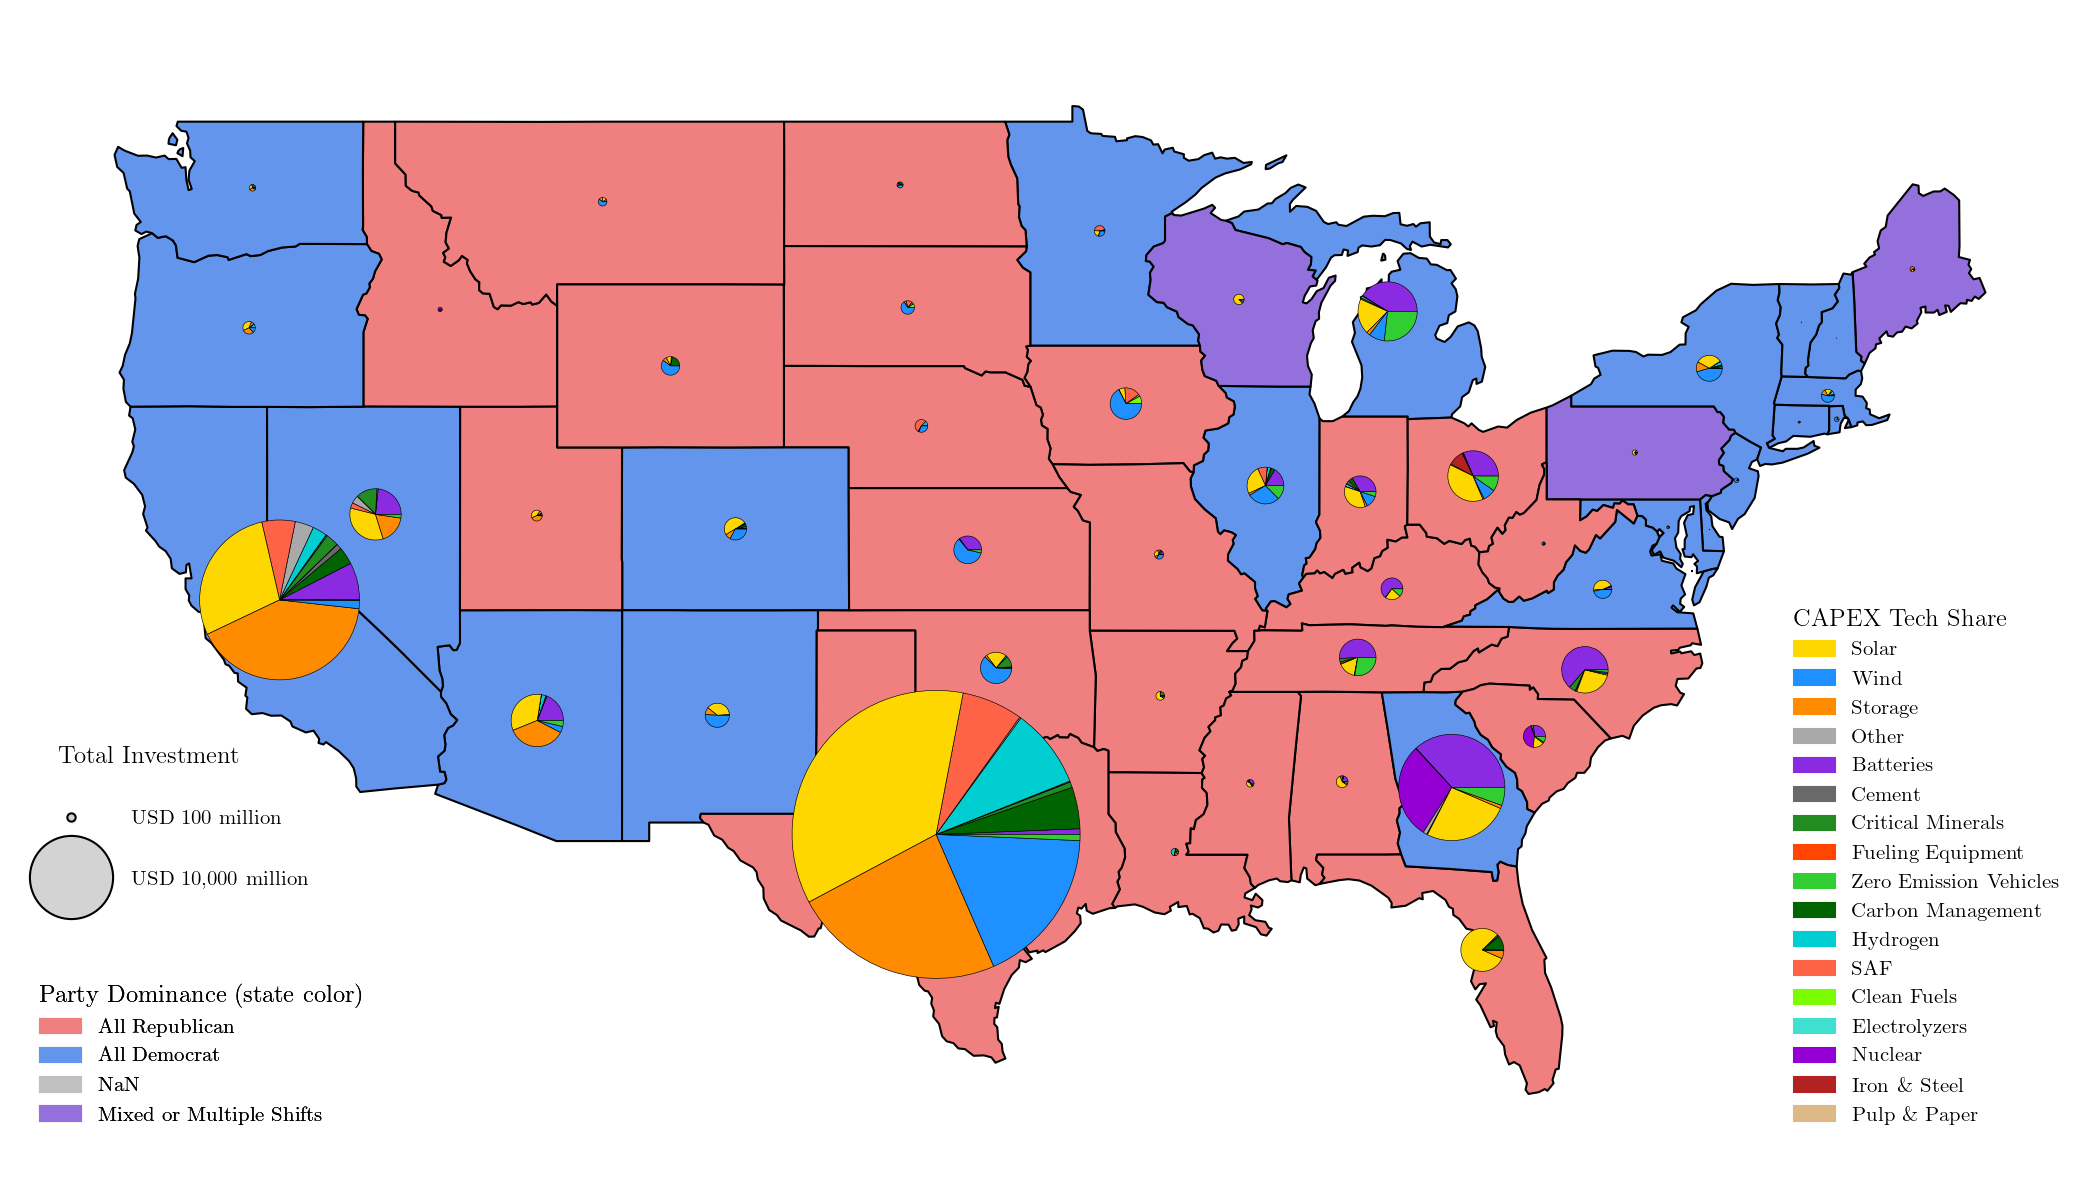 Total Investment
USD 100 million
USD 10,000 million
Party Dominance (state color)
All Republican
All Democrat
NaN
Mixed or Multiple Shifts
CAPEX Tech Share
Solar
Wind
Storage
Other
Batteries
Cement
Critical Minerals
Fueling Equipment
Zero Emission Vehicles
Carbon Management
Hydrogen
SAF
Clean Fuels
Electrolyzers
Nuclear
Iron & Steel
Pulp & Paper